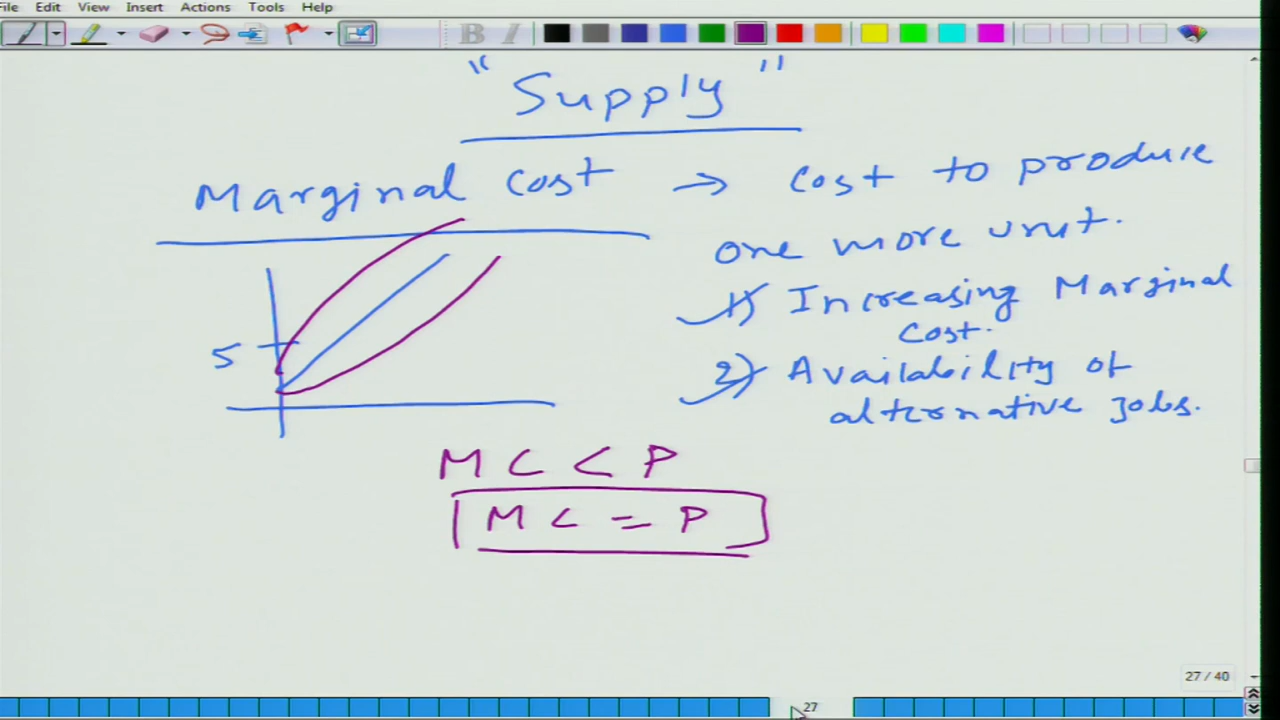 File Edit View Insert Actions Tools Help
B I
"Supply"
Marginal cost → cost to produce
one more unit.
1) Increasing Marginal
cost.
2) Availability of
alternative jobs.
5
MC < P
MC = P
27 / 40
27